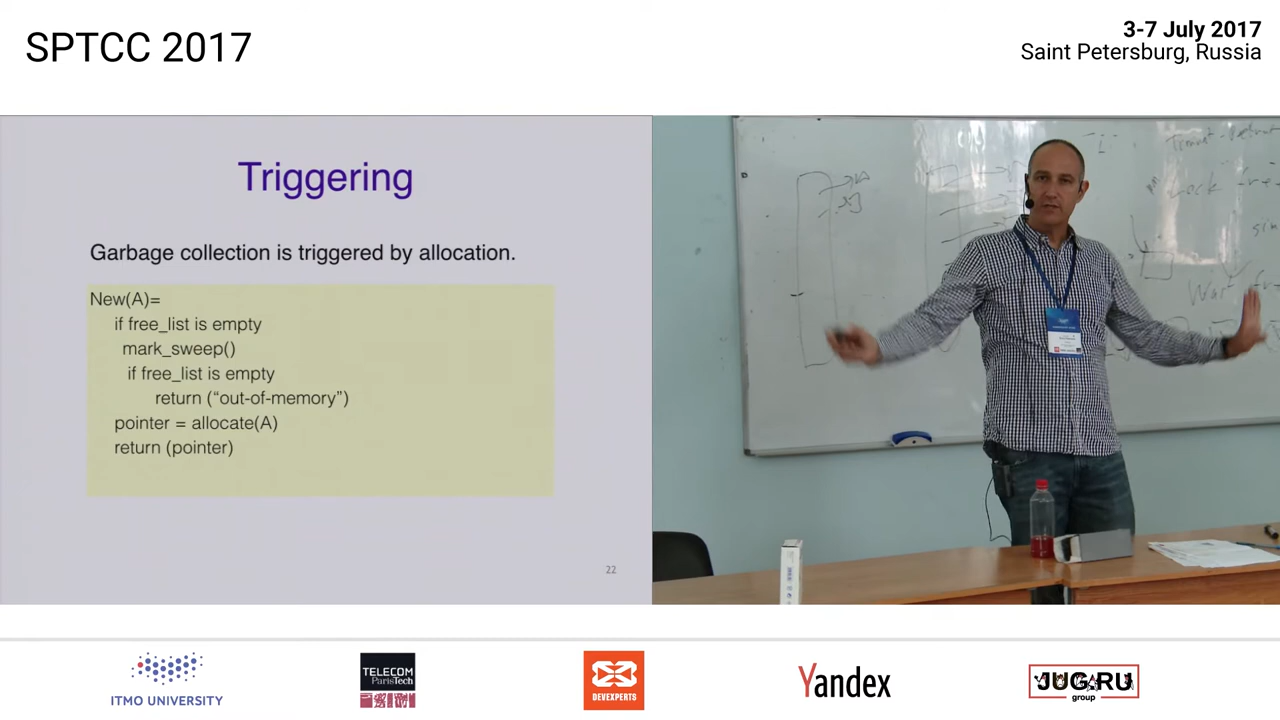 SPTCC 2017
3-7 July 2017
Saint Petersburg, Russia
Triggering
Garbage collection is triggered by allocation.
New(A)=
if free_list is empty
mark_sweep()
if free_list is empty
return (“out-of-memory”)
pointer = allocate(A)
return (pointer)
22
Lock
ITMO UNIVERSITY
TELECOM
ParisTech
DEVEXPERTS
Yandex
JUG.RU
group